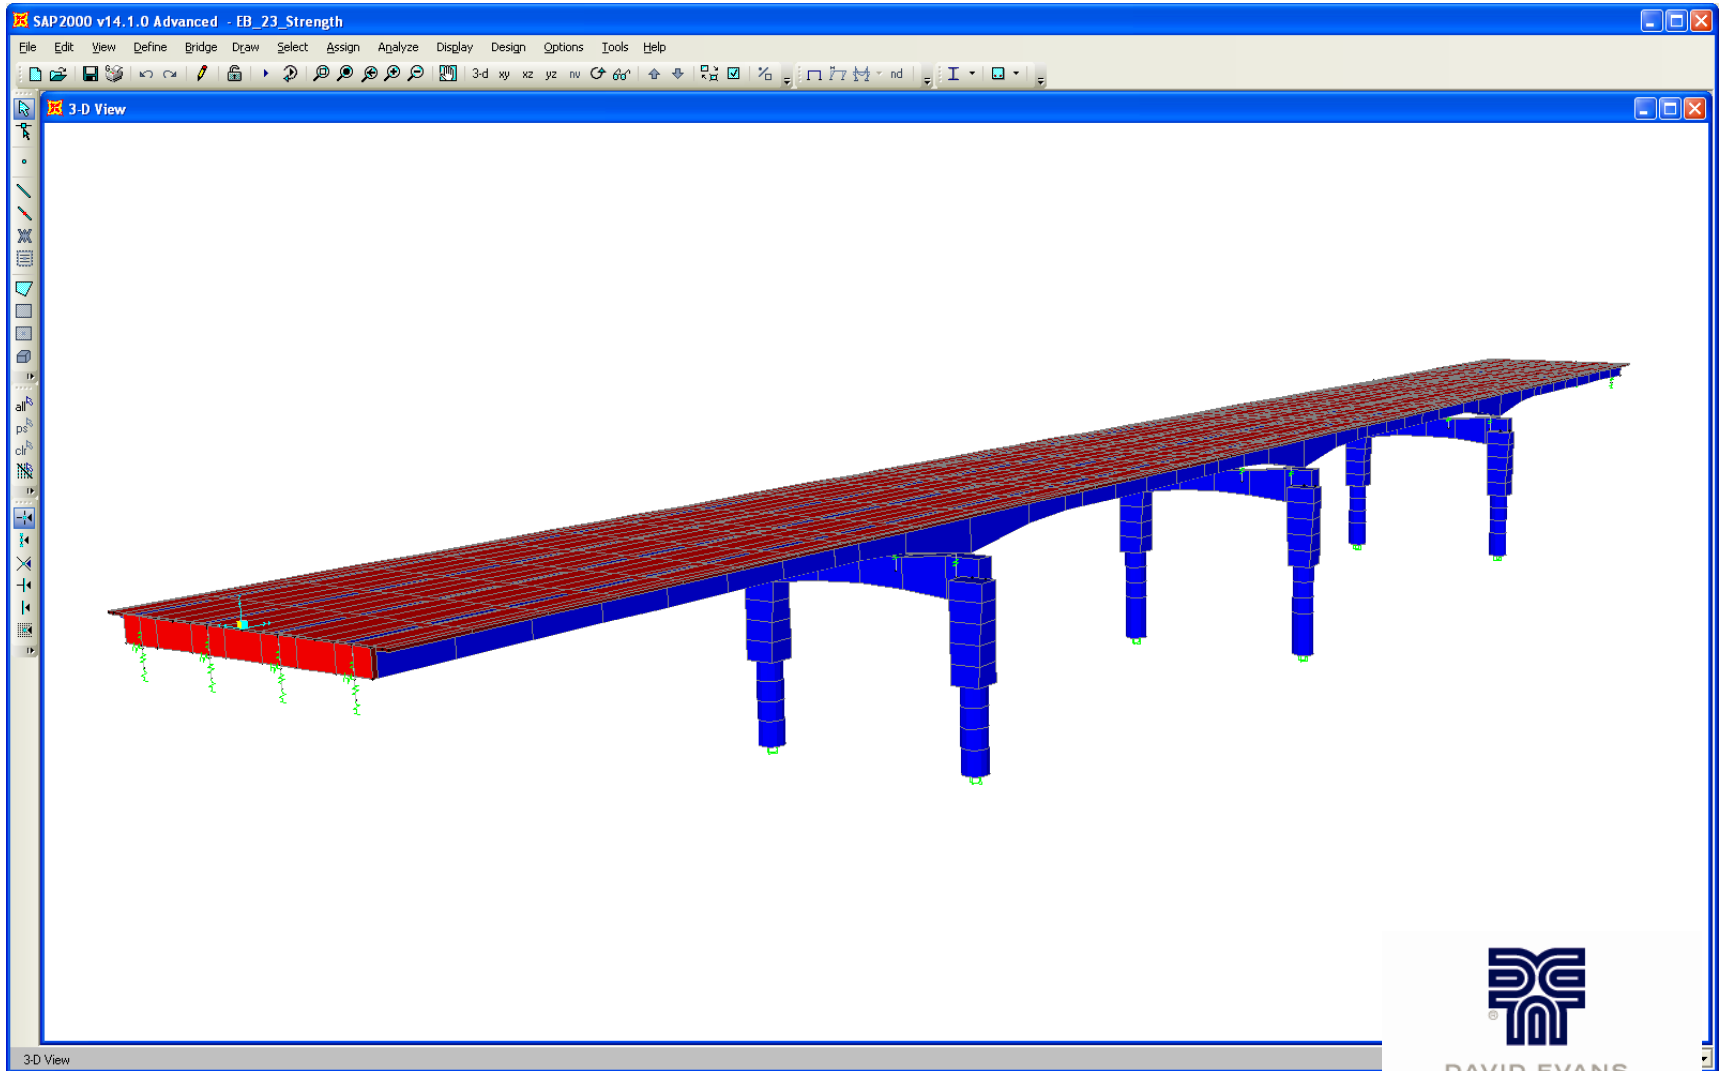 SAP2000 v14.1.0 Advanced - EB_23_Strength
File Edit View Define Bridge Draw Select Assign Analyze Display Design Options Tools Help
3-d xy xz yz nv nd
3-D View
all
ps
clr
3-D View
®
DAVID EVANS